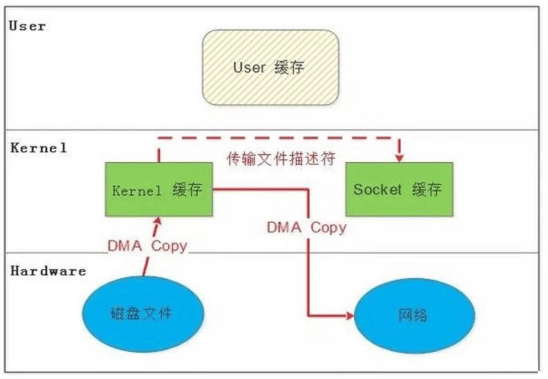 User
User 缓存
Kernel
传输文件描述符
Kernel 缓存
Socket 缓存
DMA Copy
DMA Copy
Hardware
磁盘文件
网络